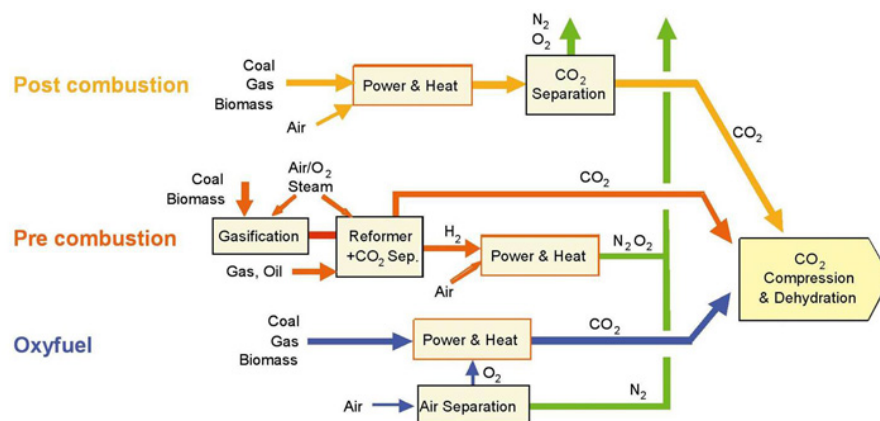 N₂
O₂
Post combustion
Coal
Gas
Biomass
Air
Power & Heat
CO₂
Separation
CO₂
Pre combustion
Coal
Biomass
Air/O₂
Steam
Gasification
Gas, Oil
Reformer
+CO₂ Sep.
CO₂
H₂
Air
Power & Heat
N₂ O₂
CO₂
Compression
& Dehydration
Oxyfuel
Coal
Gas
Biomass
Power & Heat
CO₂
O₂
Air
Air Separation
N₂